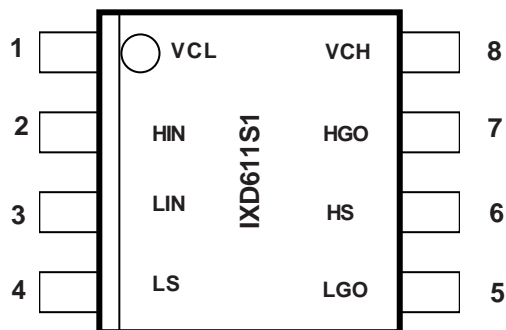 1 VCL VCH 8
2 HIN HGO 7
IXD611S1
3 LIN HS 6
4 LS LGO 5